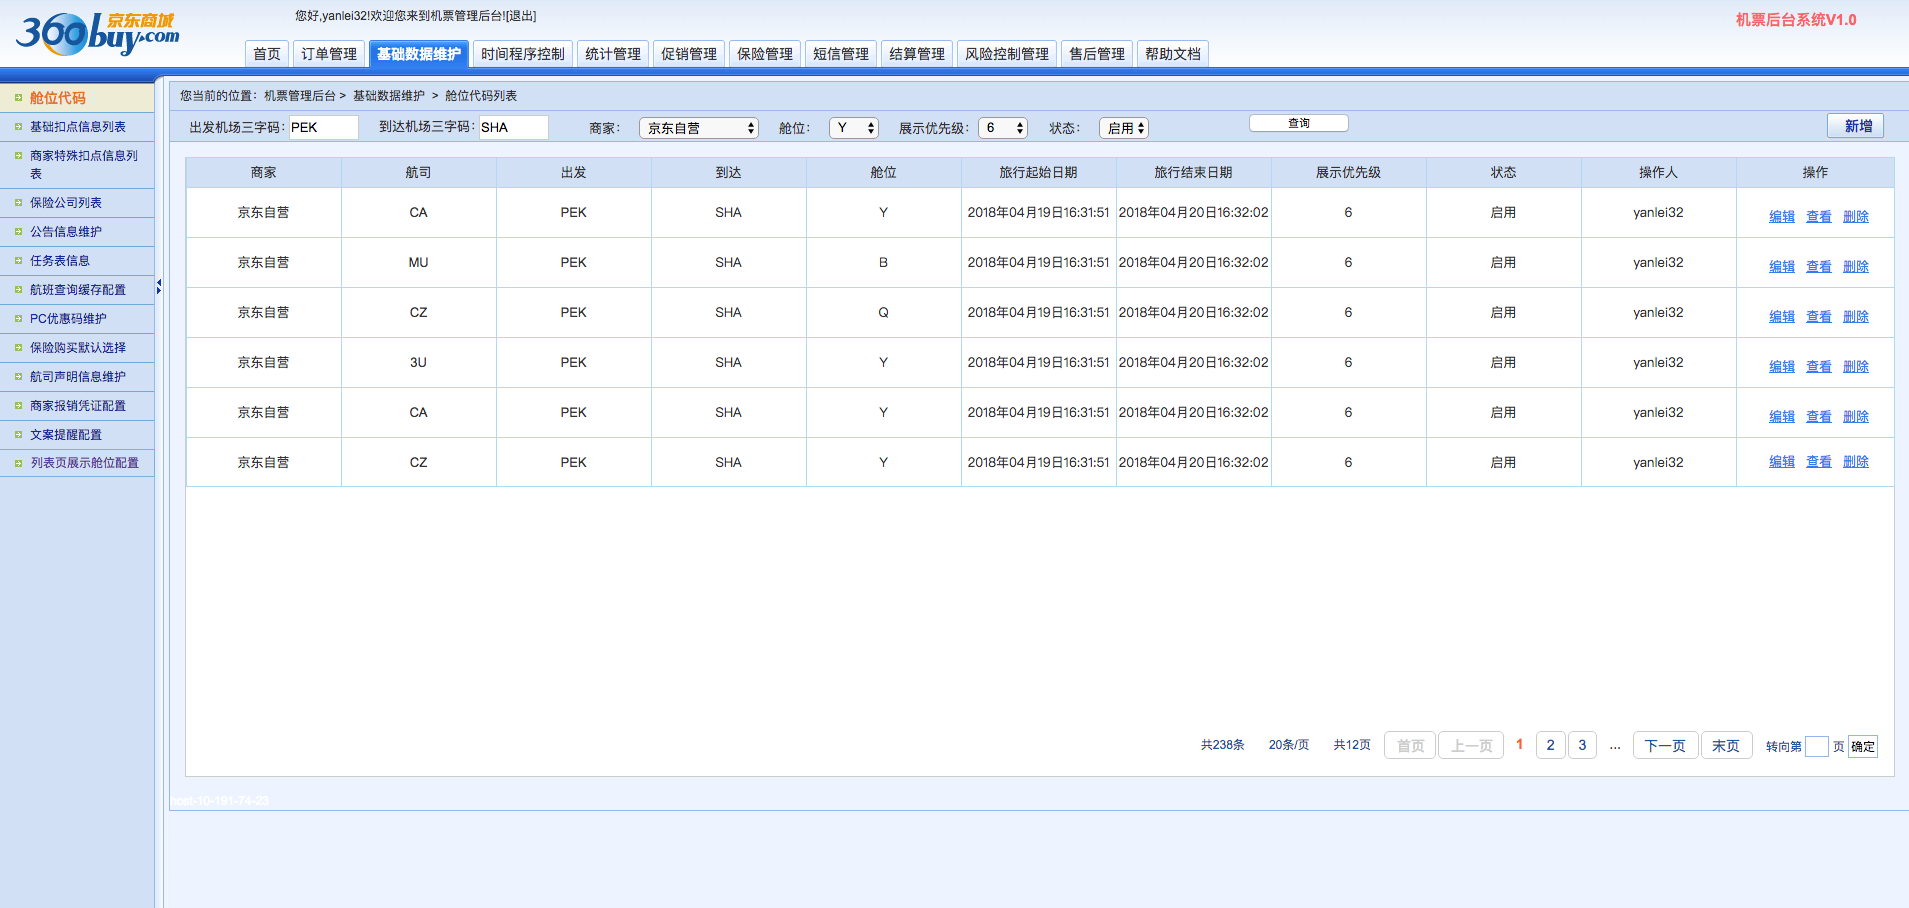 360buy.com 京东商城
您好,yanlei32!欢迎您来到机票管理后台![退出]
机票后台系统V1.0
首页 订单管理 基础数据维护 时间程序控制 统计管理 促销管理 保险管理 短信管理 结算管理 风险控制管理 售后管理 帮助文档
舱位代码
基础扣点信息列表
商家特殊扣点信息列
表
保险公司列表
公告信息维护
任务表信息
航班查询缓存配置
PC优惠码维护
保险购买默认选择
航司声明信息维护
商家报销凭证配置
文案提醒配置
列表页展示舱位配置
您当前的位置：机票管理后台 > 基础数据维护 > 舱位代码列表
出发机场三字码: PEK 到达机场三字码: SHA 商家： 京东自营 舱位： Y 展示优先级： 6 状态： 启用 查询 新增
商家 航司 出发 到达 舱位 旅行起始日期 旅行结束日期 展示优先级 状态 操作人 操作
京东自营 CA PEK SHA Y 2018年04月19日16:31:51 2018年04月20日16:32:02 6 启用 yanlei32 编辑 查看 删除
京东自营 MU PEK SHA B 2018年04月19日16:31:51 2018年04月20日16:32:02 6 启用 yanlei32 编辑 查看 删除
京东自营 CZ PEK SHA Q 2018年04月19日16:31:51 2018年04月20日16:32:02 6 启用 yanlei32 编辑 查看 删除
京东自营 3U PEK SHA Y 2018年04月19日16:31:51 2018年04月20日16:32:02 6 启用 yanlei32 编辑 查看 删除
京东自营 CA PEK SHA Y 2018年04月19日16:31:51 2018年04月20日16:32:02 6 启用 yanlei32 编辑 查看 删除
京东自营 CZ PEK SHA Y 2018年04月19日16:31:51 2018年04月20日16:32:02 6 启用 yanlei32 编辑 查看 删除
共238条 20条/页 共12页 首页 上一页 1 2 3 ... 下一页 末页 转向第 页 确定
host-10-191-74-23